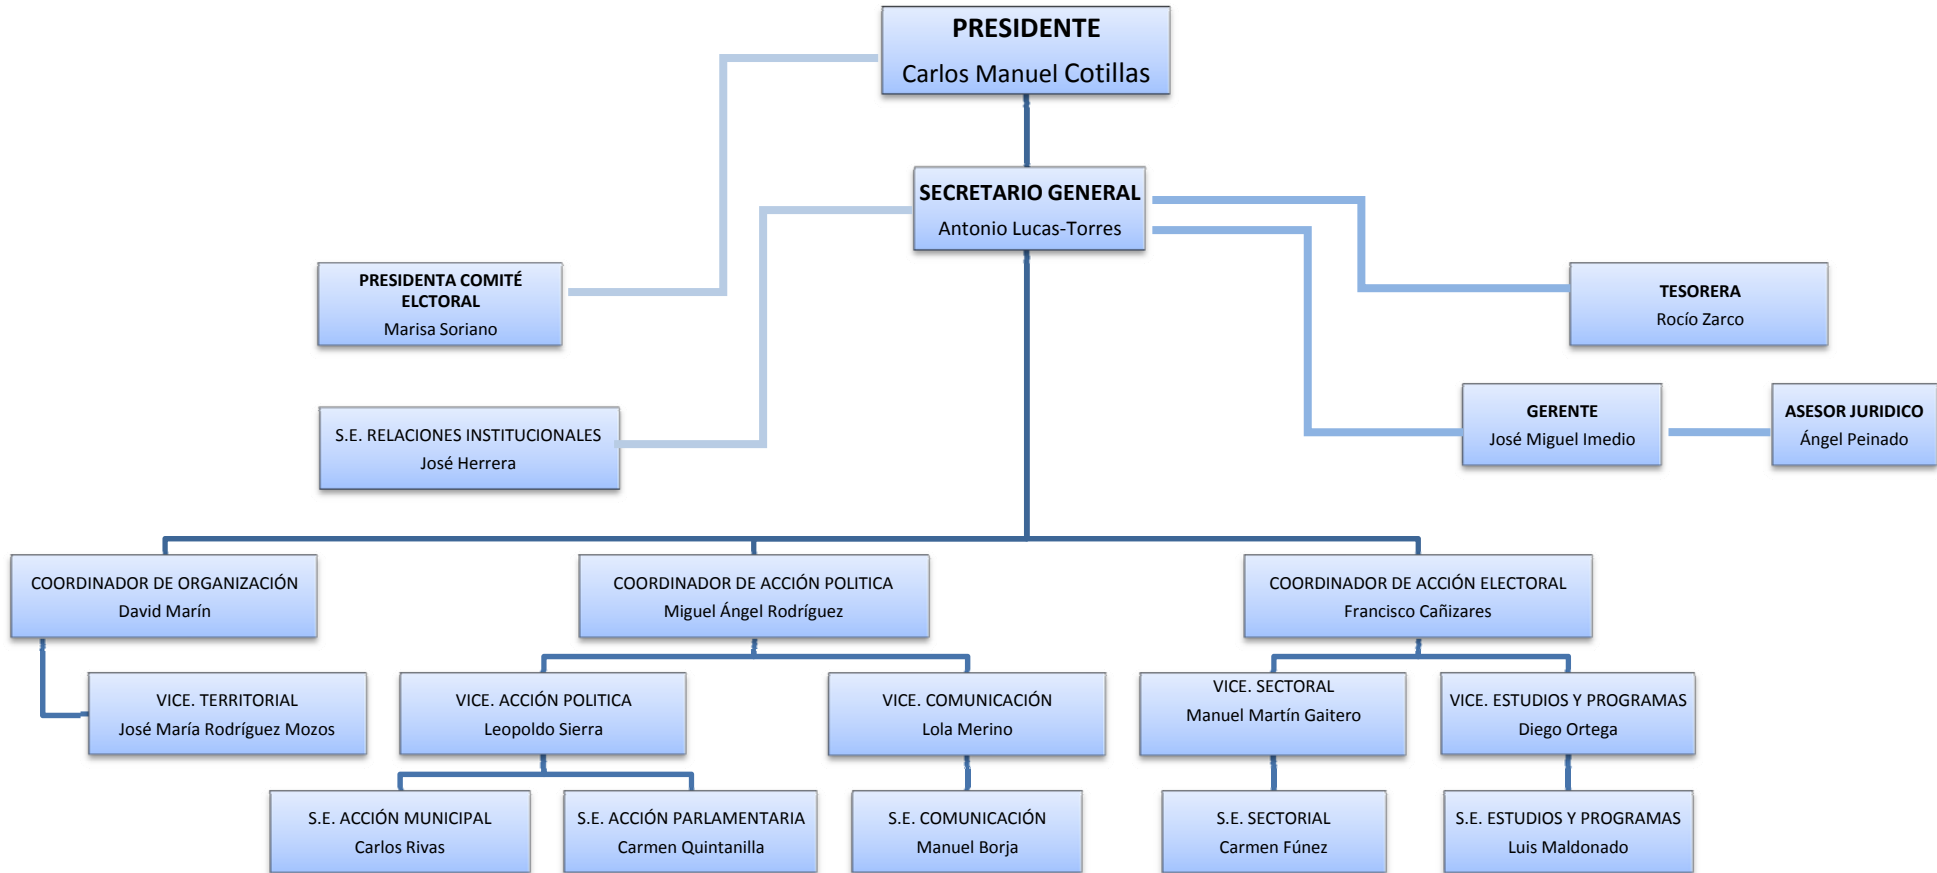 PRESIDENTE
Carlos Manuel Cotillas
SECRETARIO GENERAL
Antonio Lucas-Torres
PRESIDENTA COMITÉ
ELCTORAL
Marisa Soriano
TESORERA
Rocío Zarco
S.E. RELACIONES INSTITUCIONALES
José Herrera
GERENTE
José Miguel Imedio
ASESOR JURIDICO
Ángel Peinado
COORDINADOR DE ORGANIZACIÓN
David Marín
COORDINADOR DE ACCIÓN POLITICA
Miguel Ángel Rodríguez
COORDINADOR DE ACCIÓN ELECTORAL
Francisco Cañizares
VICE. TERRITORIAL
José María Rodríguez Mozos
VICE. ACCIÓN POLITICA
Leopoldo Sierra
VICE. COMUNICACIÓN
Lola Merino
VICE. SECTORAL
Manuel Martín Gaitero
VICE. ESTUDIOS Y PROGRAMAS
Diego Ortega
S.E. ACCIÓN MUNICIPAL
Carlos Rivas
S.E. ACCIÓN PARLAMENTARIA
Carmen Quintanilla
S.E. COMUNICACIÓN
Manuel Borja
S.E. SECTORIAL
Carmen Fúnez
S.E. ESTUDIOS Y PROGRAMAS
Luis Maldonado